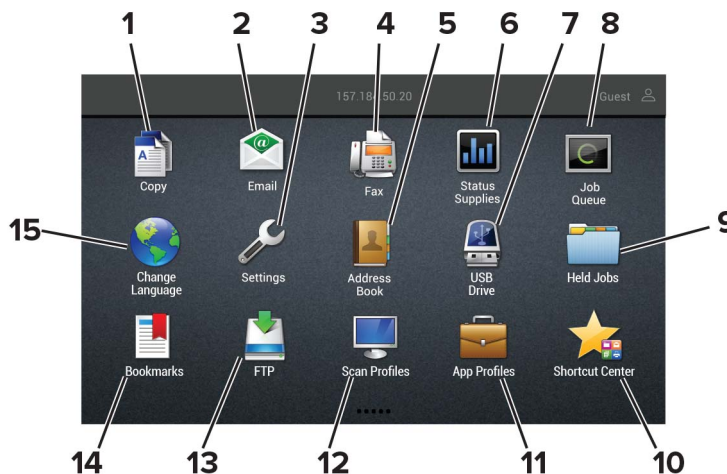 1 2 3 4 5 6 7 8
157.184.50.20 Guest
A @
Copy Email Fax Status Supplies Job Queue
15 9
Change Language Settings Address Book USB Drive Held Jobs
Bookmarks FTP Scan Profiles App Profiles Shortcut Center
14 13 12 11 10